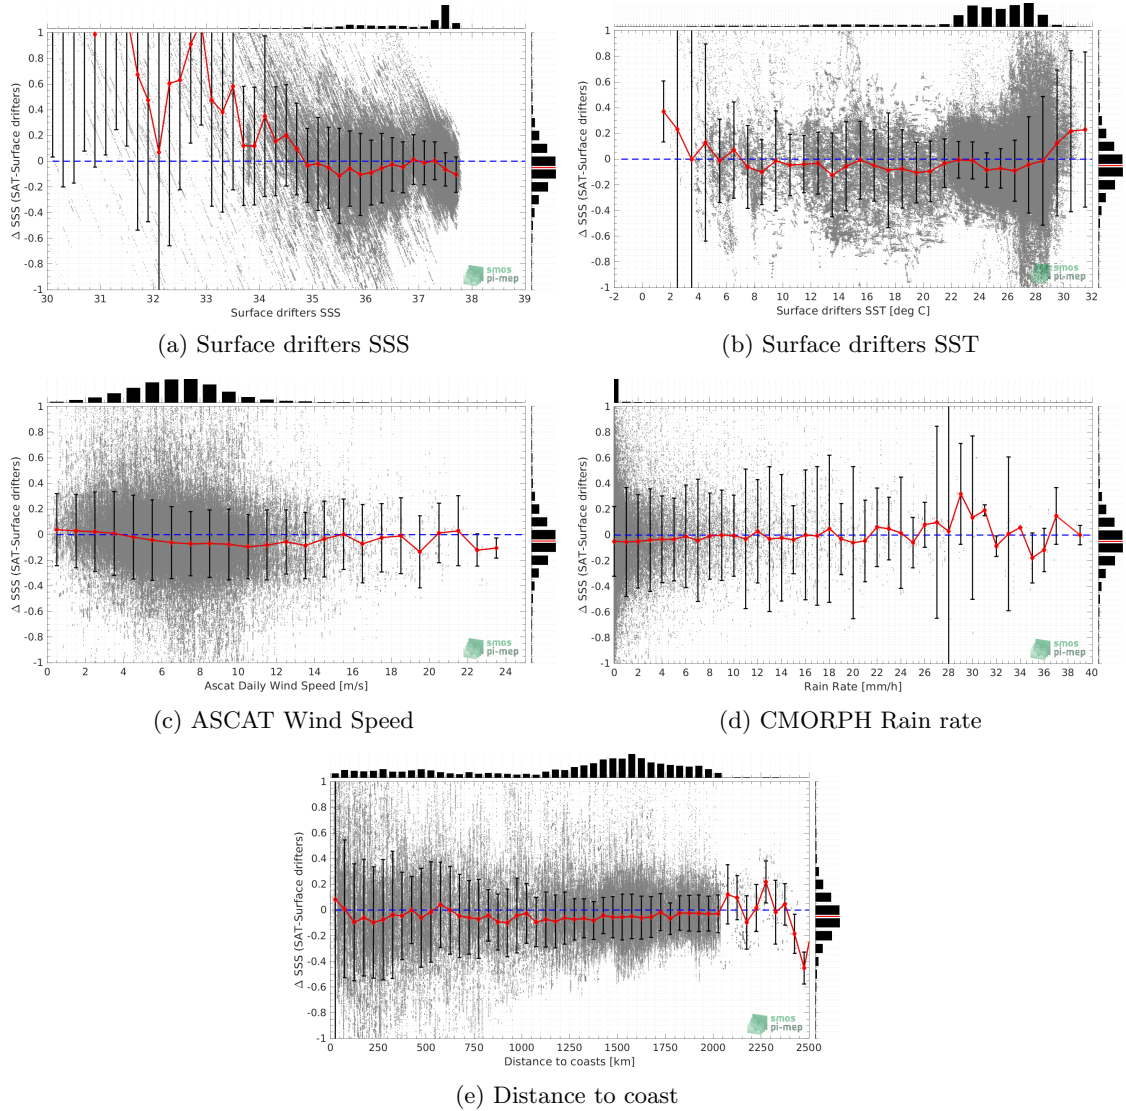 1
0.8
0.6
0.4
0.2
0
-0.2
-0.4
-0.6
-0.8
-1
Δ SSS (SAT-Surface drifters)
30 31 32 33 34 35 36 37 38 39
Surface drifters SSS
smos
pi-mep
(a) Surface drifters SSS
1
0.8
0.6
0.4
0.2
0
-0.2
-0.4
-0.6
-0.8
-1
Δ SSS (SAT-Surface drifters)
-2 0 2 4 6 8 10 12 14 16 18 20 22 24 26 28 30 32
Surface drifters SST [deg C]
smos
pi-mep
(b) Surface drifters SST
1
0.8
0.6
0.4
0.2
0
-0.2
-0.4
-0.6
-0.8
-1
Δ SSS (SAT-Surface drifters)
0 2 4 6 8 10 12 14 16 18 20 22 24
Ascat Daily Wind Speed [m/s]
smos
pi-mep
(c) ASCAT Wind Speed
1
0.8
0.6
0.4
0.2
0
-0.2
-0.4
-0.6
-0.8
-1
Δ SSS (SAT-Surface drifters)
0 2 4 6 8 10 12 14 16 18 20 22 24 26 28 30 32 34 36 38 40
Rain Rate [mm/h]
smos
pi-mep
(d) CMORPH Rain rate
1
0.8
0.6
0.4
0.2
0
-0.2
-0.4
-0.6
-0.8
-1
Δ SSS (SAT-Surface drifters)
0 250 500 750 1000 1250 1500 1750 2000 2250 2500
Distance to coasts [km]
smos
pi-mep
(e) Distance to coast